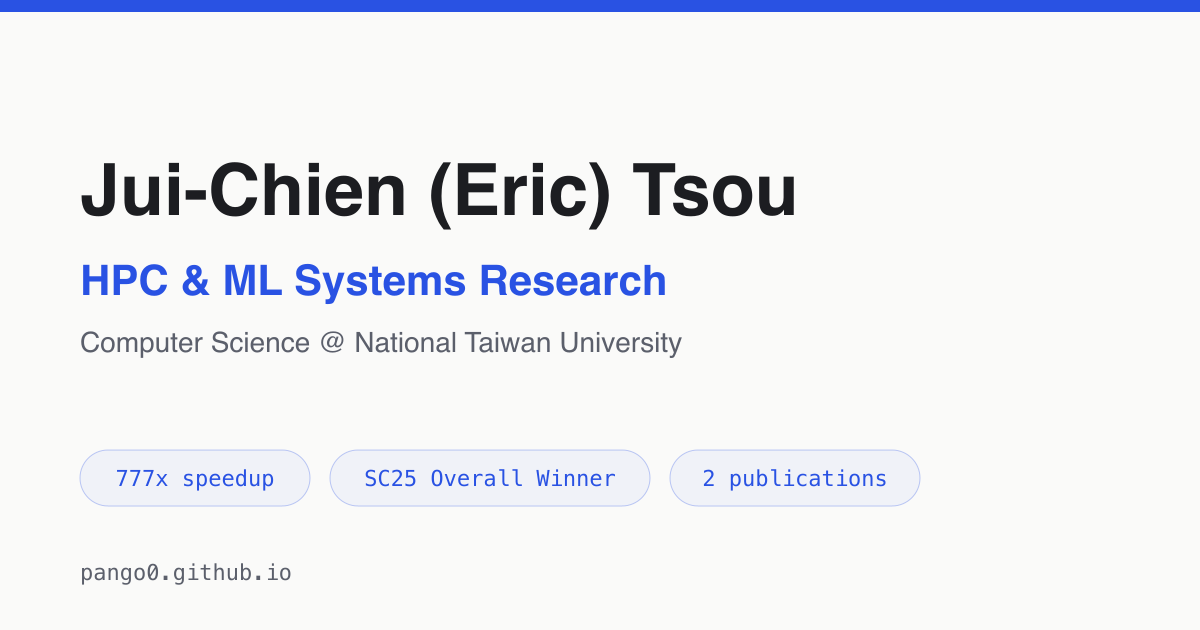 Jui-Chien (Eric) Tsou
HPC & ML Systems Research
Computer Science @ National Taiwan University
777x speedup
SC25 Overall Winner
2 publications
pango0.github.io